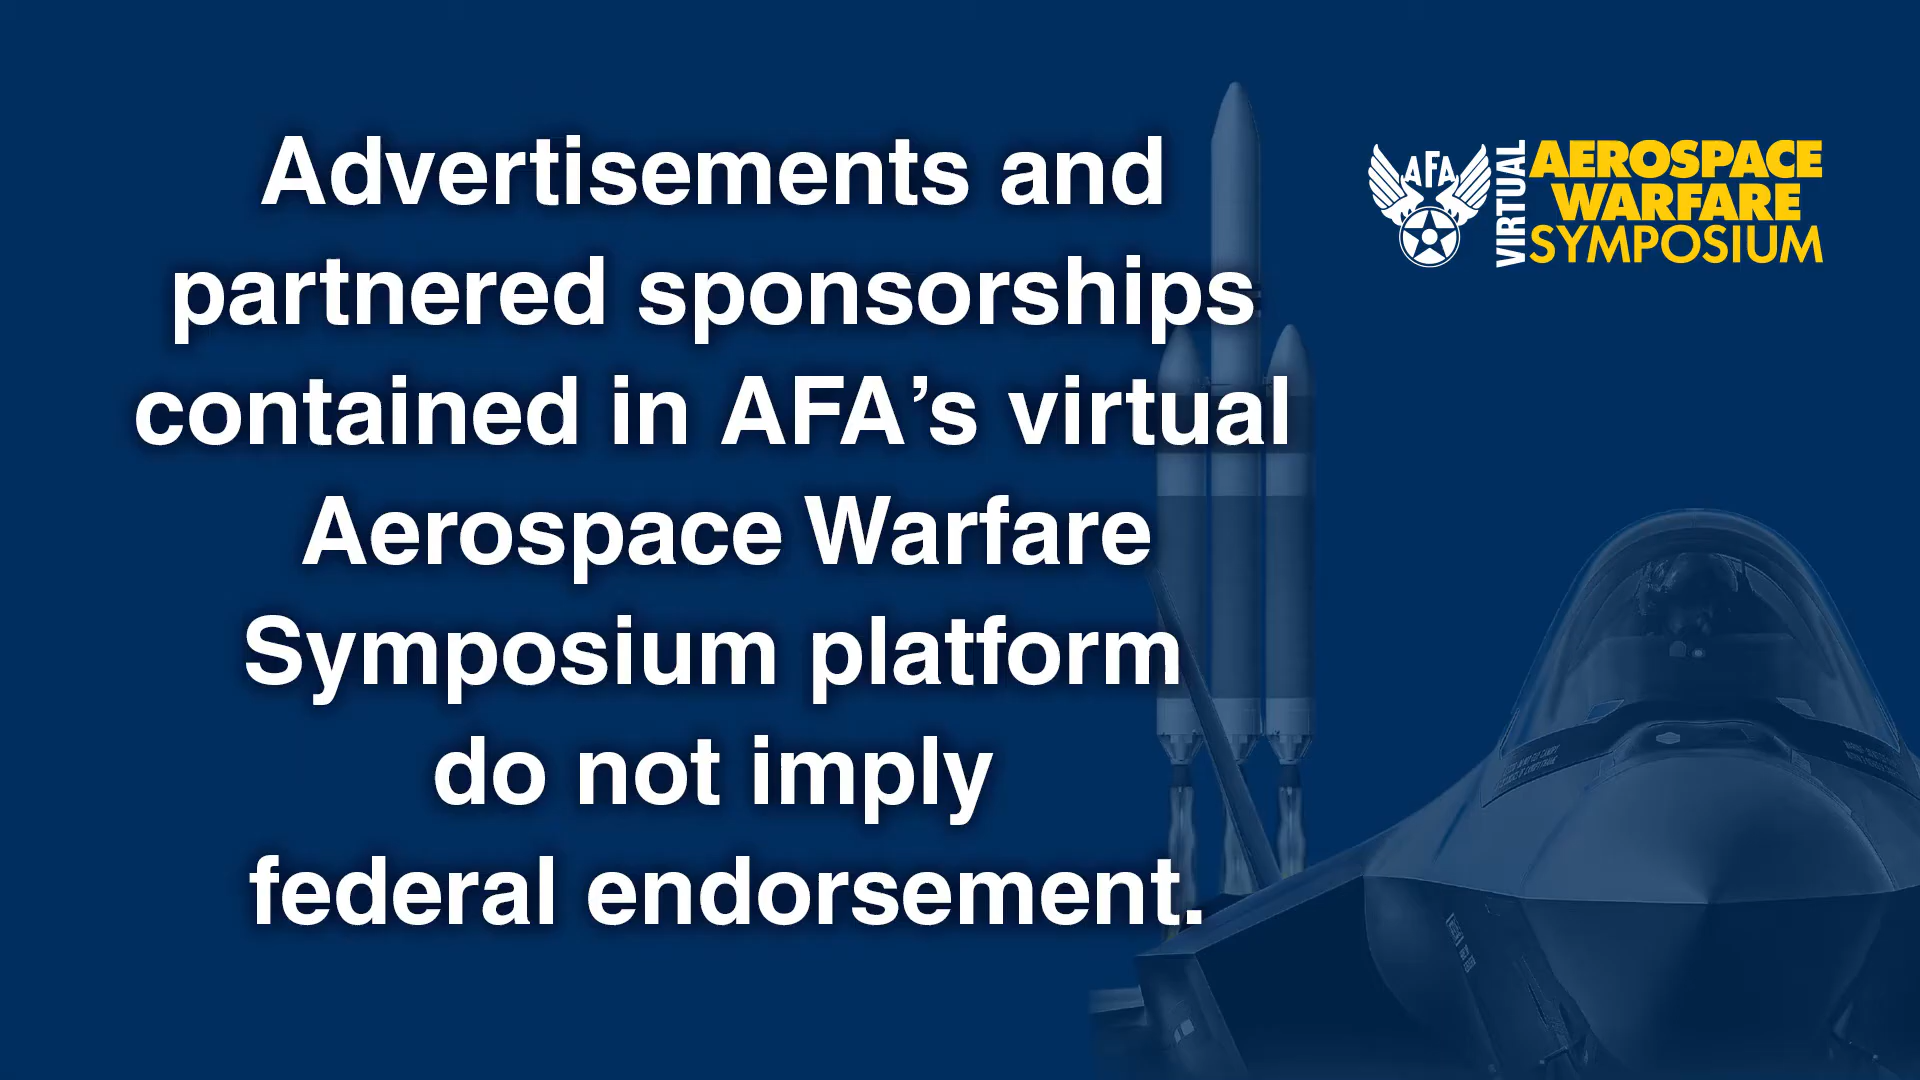 Advertisements and
partnered sponsorships
contained in AFA’s virtual
Aerospace Warfare
Symposium platform
do not imply
federal endorsement.
AFA
VIRTUAL
AEROSPACE
WARFARE
SYMPOSIUM